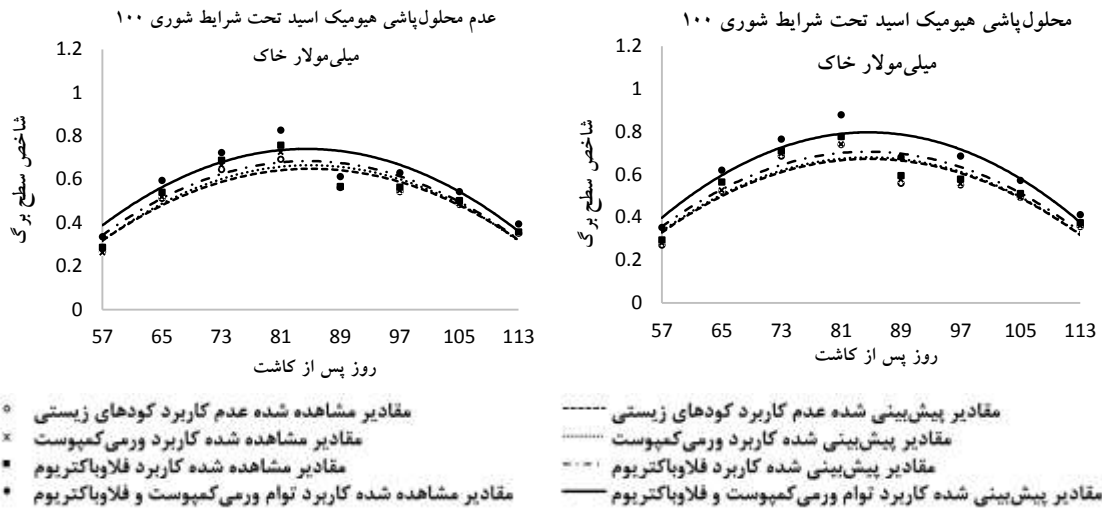 محلول‌پاشی هیومیک اسید تحت شرایط شوری ۱۰۰
میلی‌مولار خاک
1.2
1
0.8
0.6
0.4
0.2
0
شاخص سطح برگ
57 65 73 81 89 97 105 113
روز پس از کاشت
عدم محلول‌پاشی هیومیک اسید تحت شرایط شوری ۱۰۰
میلی‌مولار خاک
1.2
1
0.8
0.6
0.4
0.2
0
شاخص سطح برگ
57 65 73 81 89 97 105 113
روز پس از کاشت
مقادیر پیش‌بینی شده عدم کاربرد کودهای زیستی
مقادیر پیش‌بینی شده کاربرد ورمی‌کمپوست
مقادیر پیش‌بینی شده کاربرد فلاوباکتریوم
مقادیر پیش‌بینی شده کاربرد توام ورمی‌کمپوست و فلاوباکتریوم
مقادیر مشاهده شده عدم کاربرد کودهای زیستی
مقادیر مشاهده شده کاربرد ورمی‌کمپوست
مقادیر مشاهده شده کاربرد فلاوباکتریوم
مقادیر مشاهده شده کاربرد توام ورمی‌کمپوست و فلاوباکتریوم